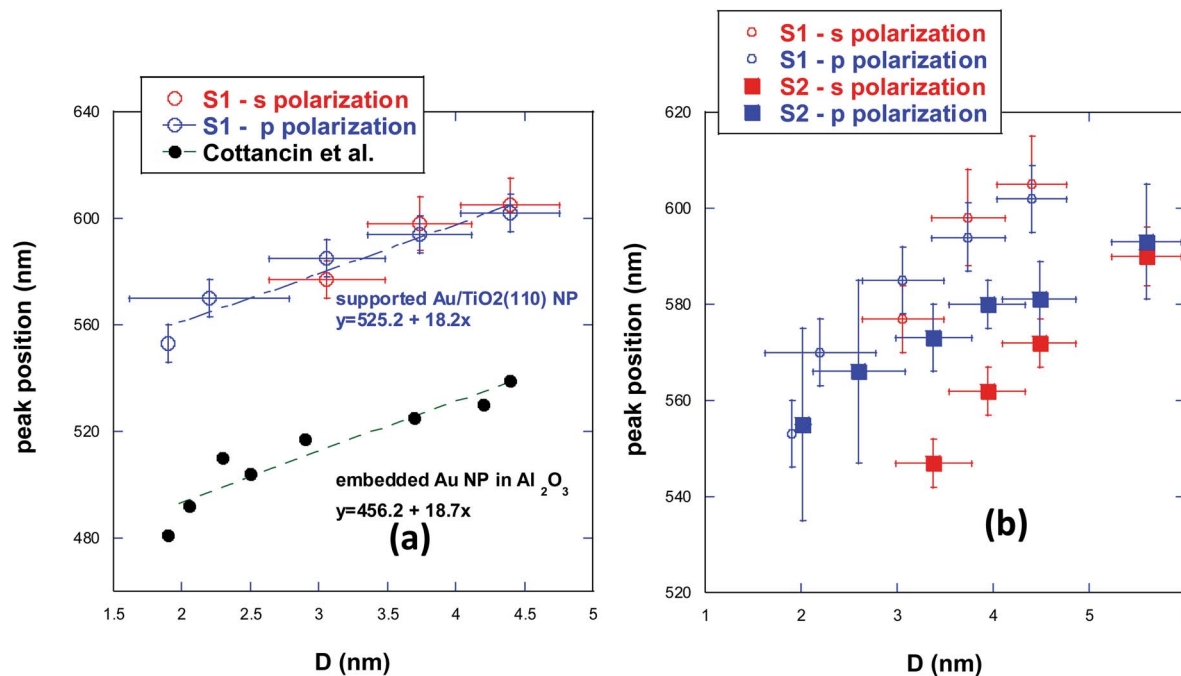 S1 - s polarization
S1 - p polarization
Cottancin et al.
640
600
560
520
480
peak position (nm)
supported Au/TiO2(110) NP
y=525.2 + 18.2x
embedded Au NP in Al 2O3
y=456.2 + 18.7x
(a)
1.5
2
2.5
3
3.5
4
4.5
5
D (nm)
S1 - s polarization
S1 - p polarization
S2 - s polarization
S2 - p polarization
620
600
580
560
540
520
peak position (nm)
(b)
1
2
3
4
5
D (nm)